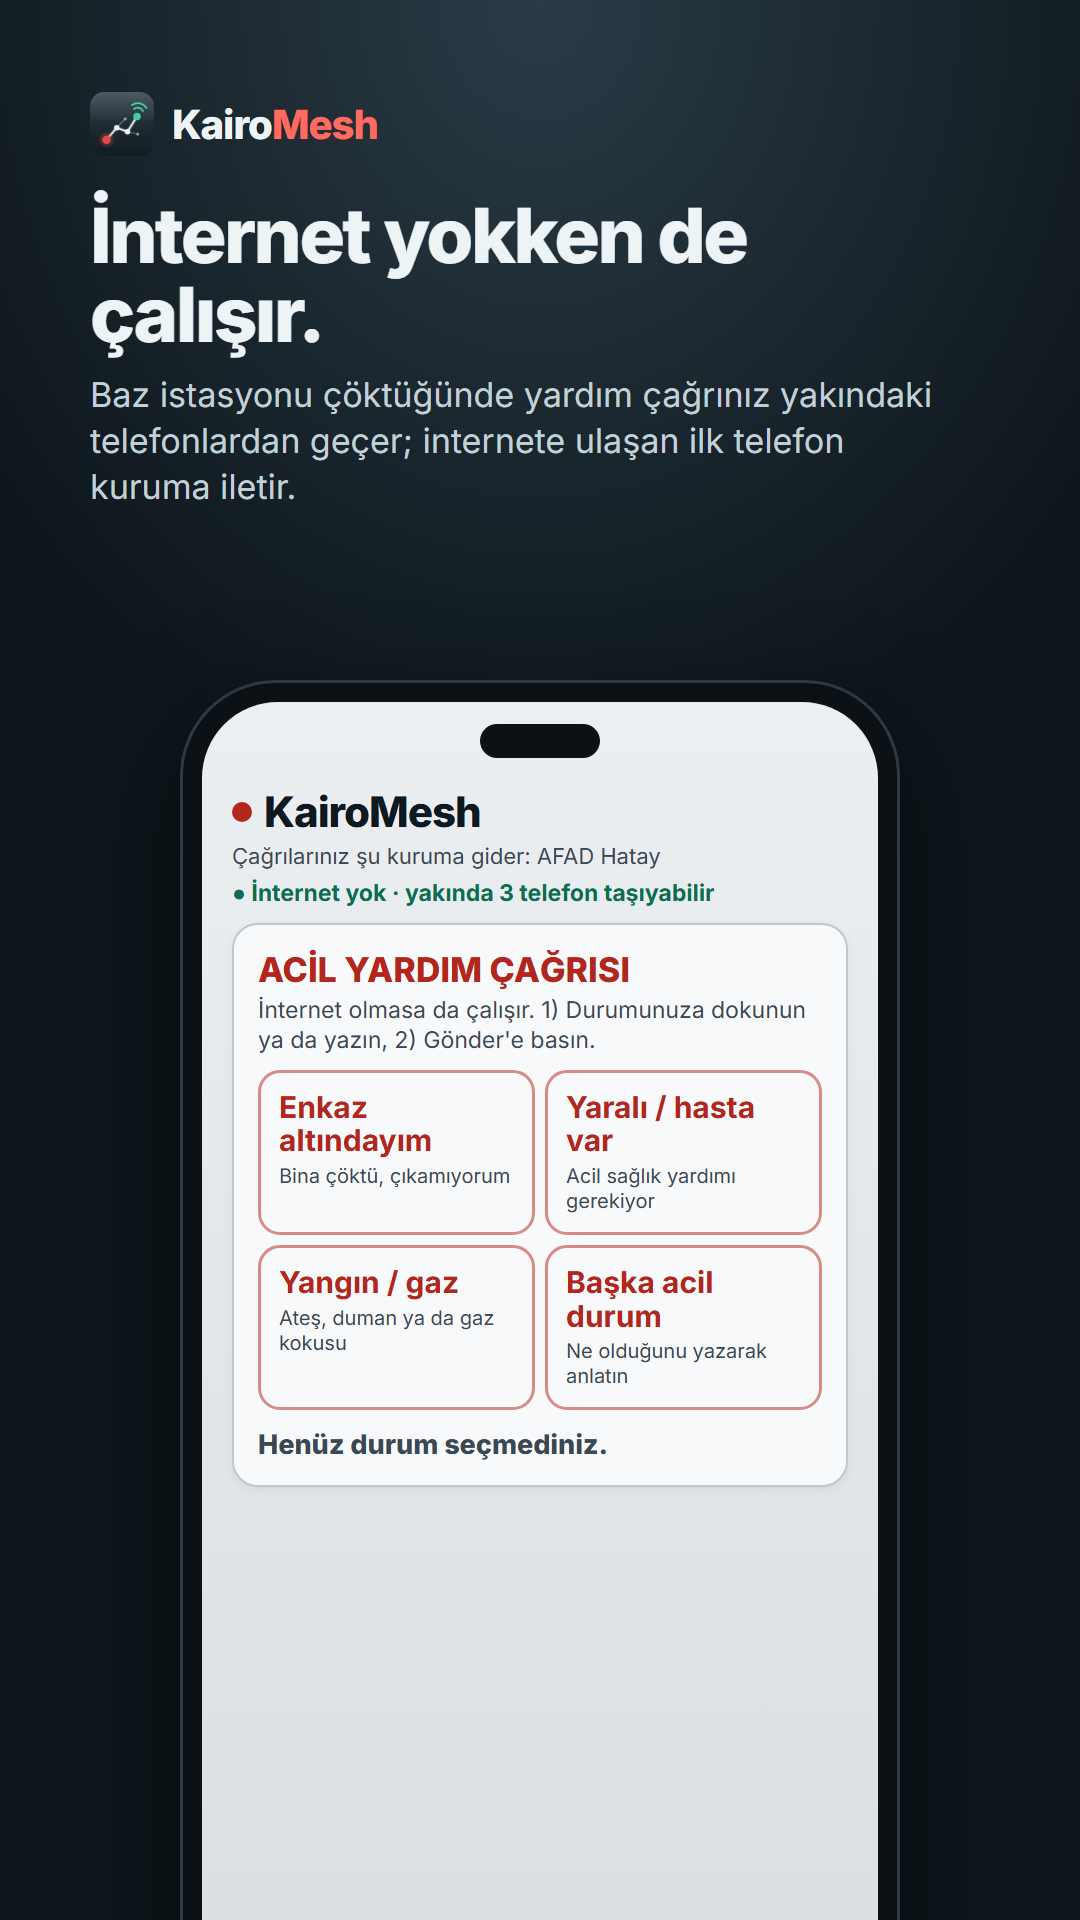 KairoMesh
İnternet yokken de
çalışır.
Baz istasyonu çöktüğünde yardım çağrınız yakındaki
telefonlardan geçer; internete ulaşan ilk telefon
kuruma iletir.
KairoMesh
Çağrılarınız şu kuruma gider: AFAD Hatay
● İnternet yok · yakında 3 telefon taşıyabilir
ACİL YARDIM ÇAĞRISI
İnternet olmasa da çalışır. 1) Durumunuza dokunun
ya da yazın, 2) Gönder'e basın.
Enkaz
altındayım
Bina çöktü, çıkamıyorum
Yaralı / hasta
var
Acil sağlık yardımı
gerekiyor
Yangın / gaz
Ateş, duman ya da gaz
kokusu
Başka acil
durum
Ne olduğunu yazarak
anlatın
Henüz durum seçmediniz.